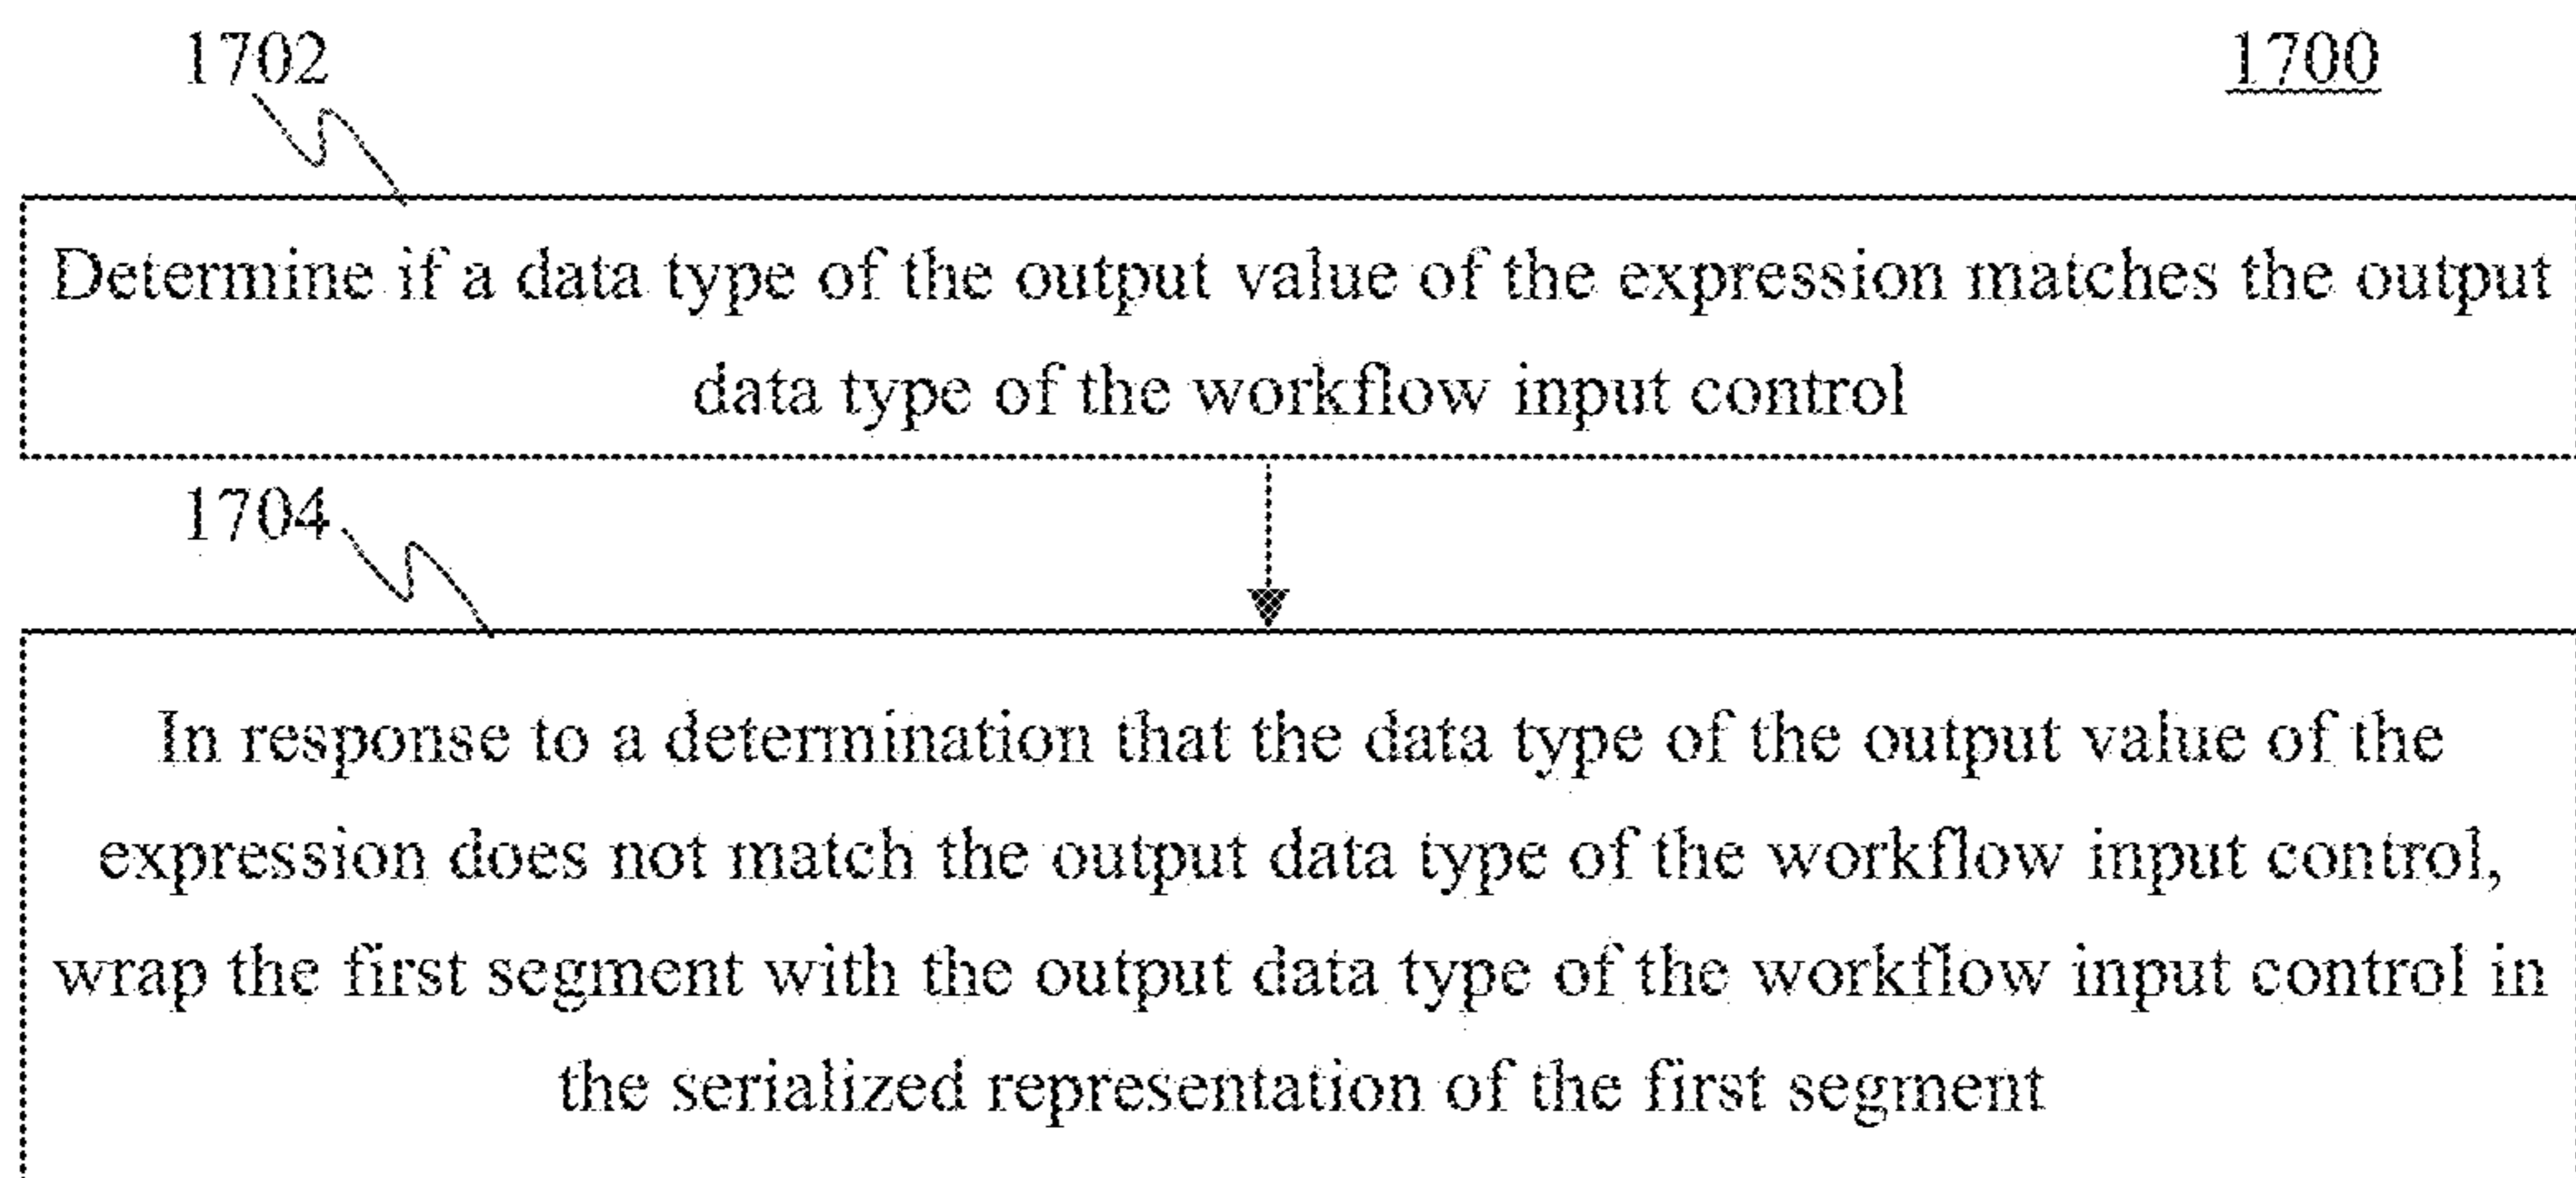 1702
1700
Determine if a data type of the output value of the expression matches the output
data type of the workflow input control
1704
In response to a determination that the data type of the output value of the
expression does not match the output data type of the workflow input control,
wrap the first segment with the output data type of the workflow input control in
the serialized representation of the first segment